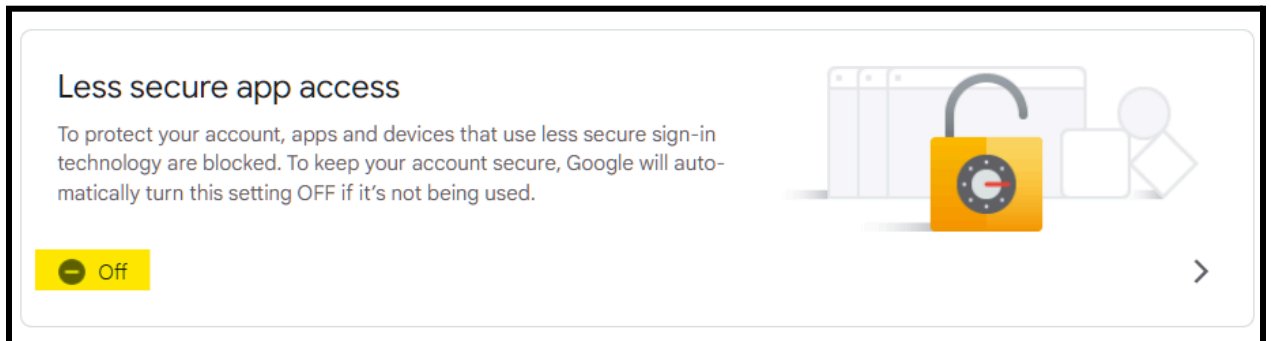 Less secure app access
To protect your account, apps and devices that use less secure sign-in
technology are blocked. To keep your account secure, Google will auto-
matically turn this setting OFF if it's not being used.
Off